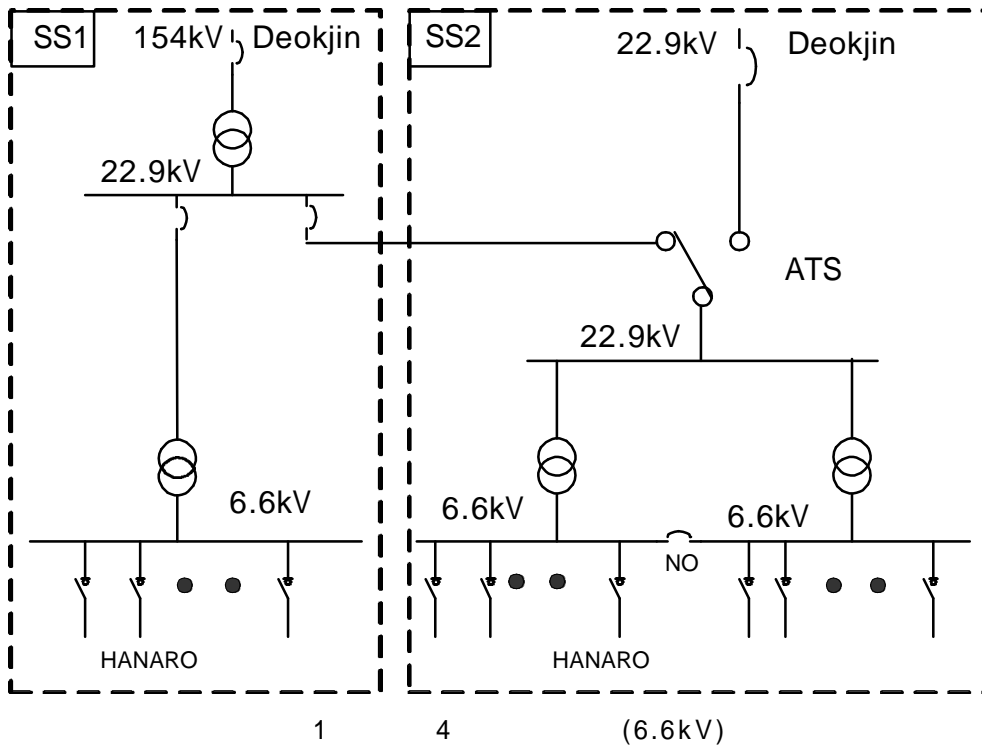 SS1 154kV Deokjin
SS2 22.9kV Deokjin
22.9kV
ATS
22.9kV
6.6kV
6.6kV
6.6kV
NO
HANARO
HANARO
1 4 (6.6kV)